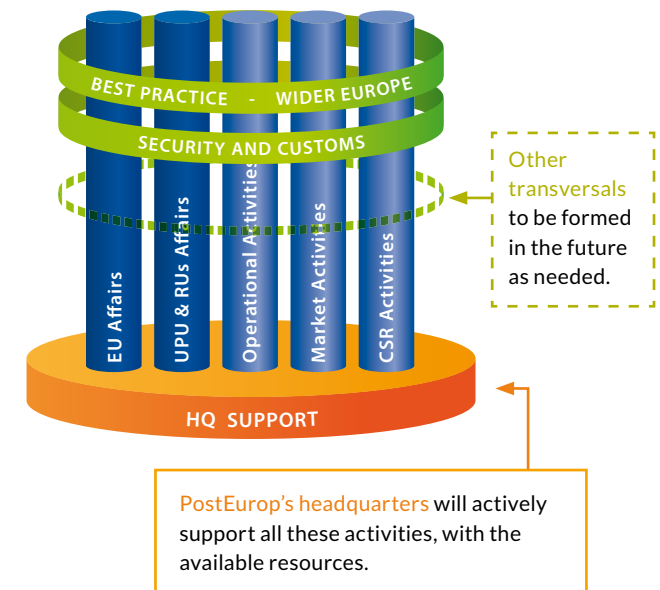 BEST PRACTICE - WIDER EUROPE
SECURITY AND CUSTOMS
Other
transversals
to be formed
in the future
as needed.
EU Affairs
UPU & RUs Affairs
Operational Activities
Market Activities
CSR Activities
HQ SUPPORT
PostEurop’s headquarters will actively
support all these activities, with the
available resources.